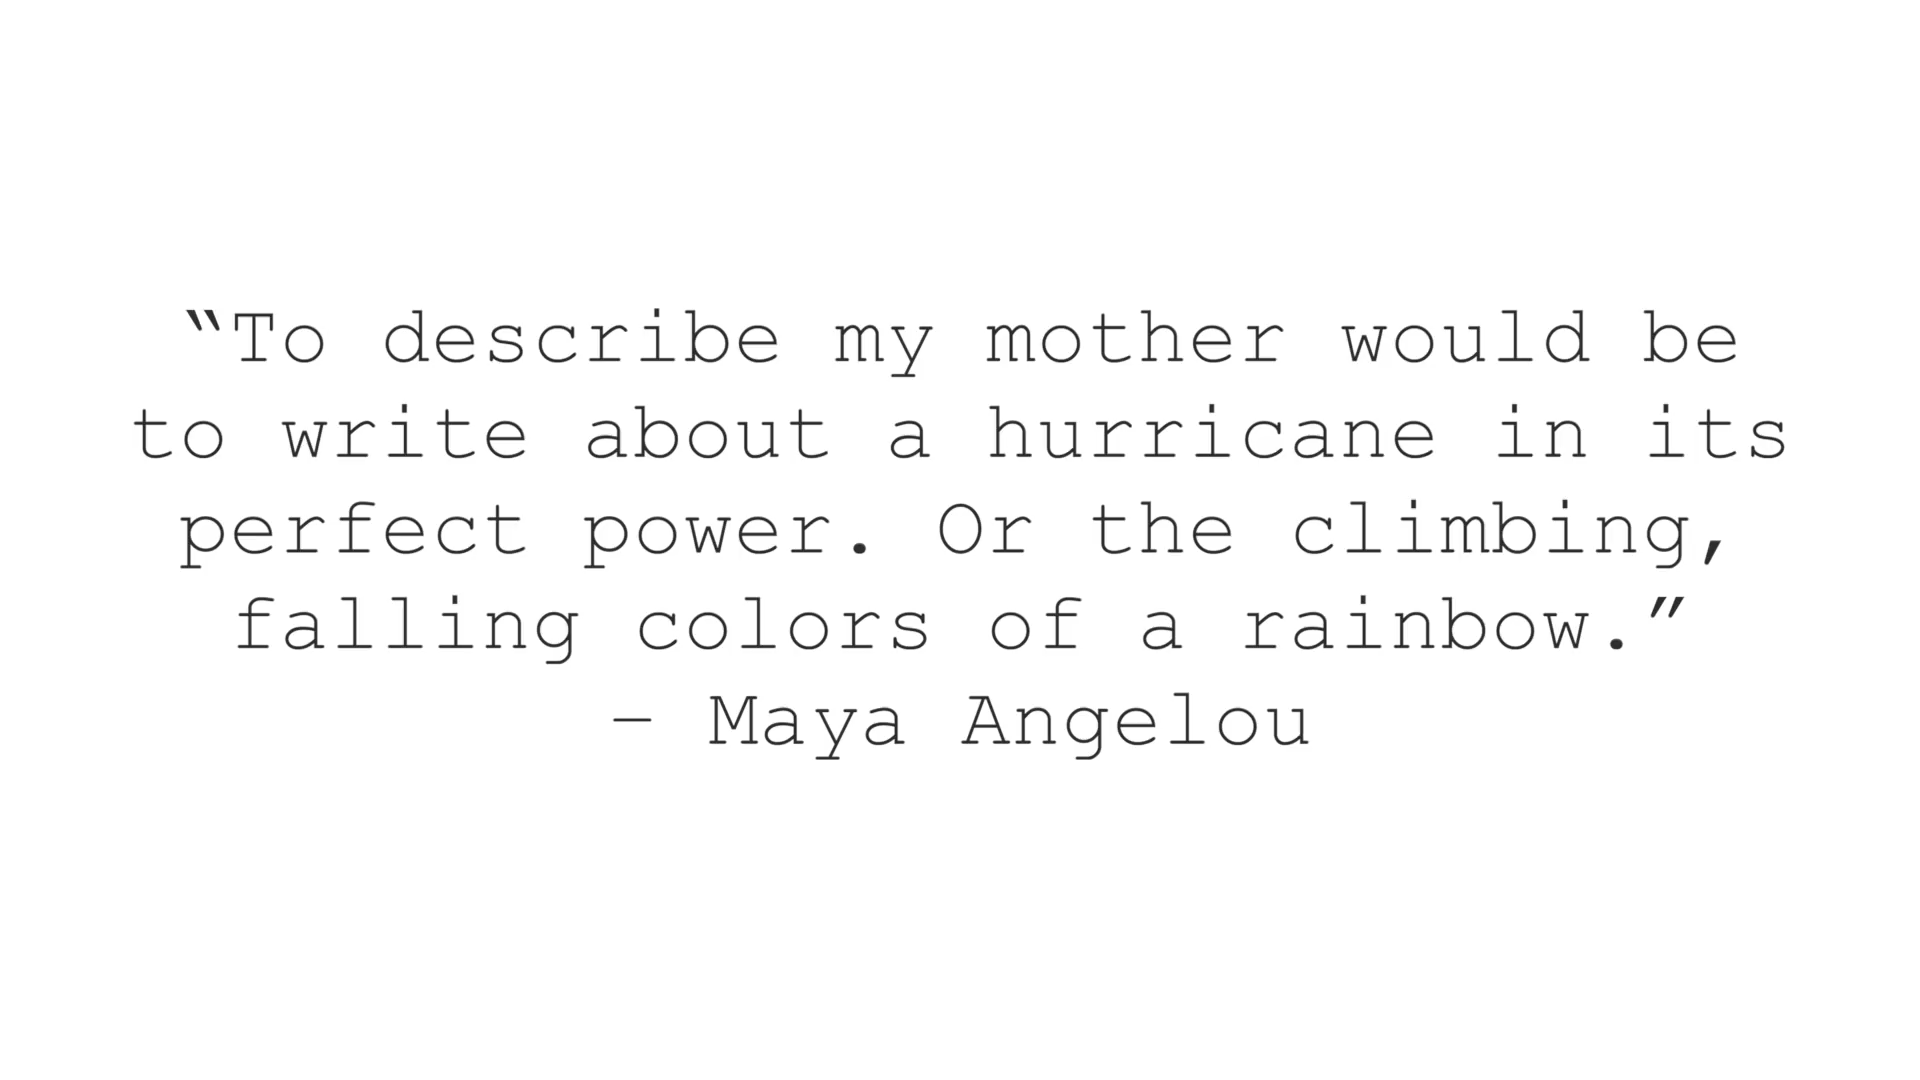 “To describe my mother would be
to write about a hurricane in its
perfect power. Or the climbing,
falling colors of a rainbow.”
– Maya Angelou